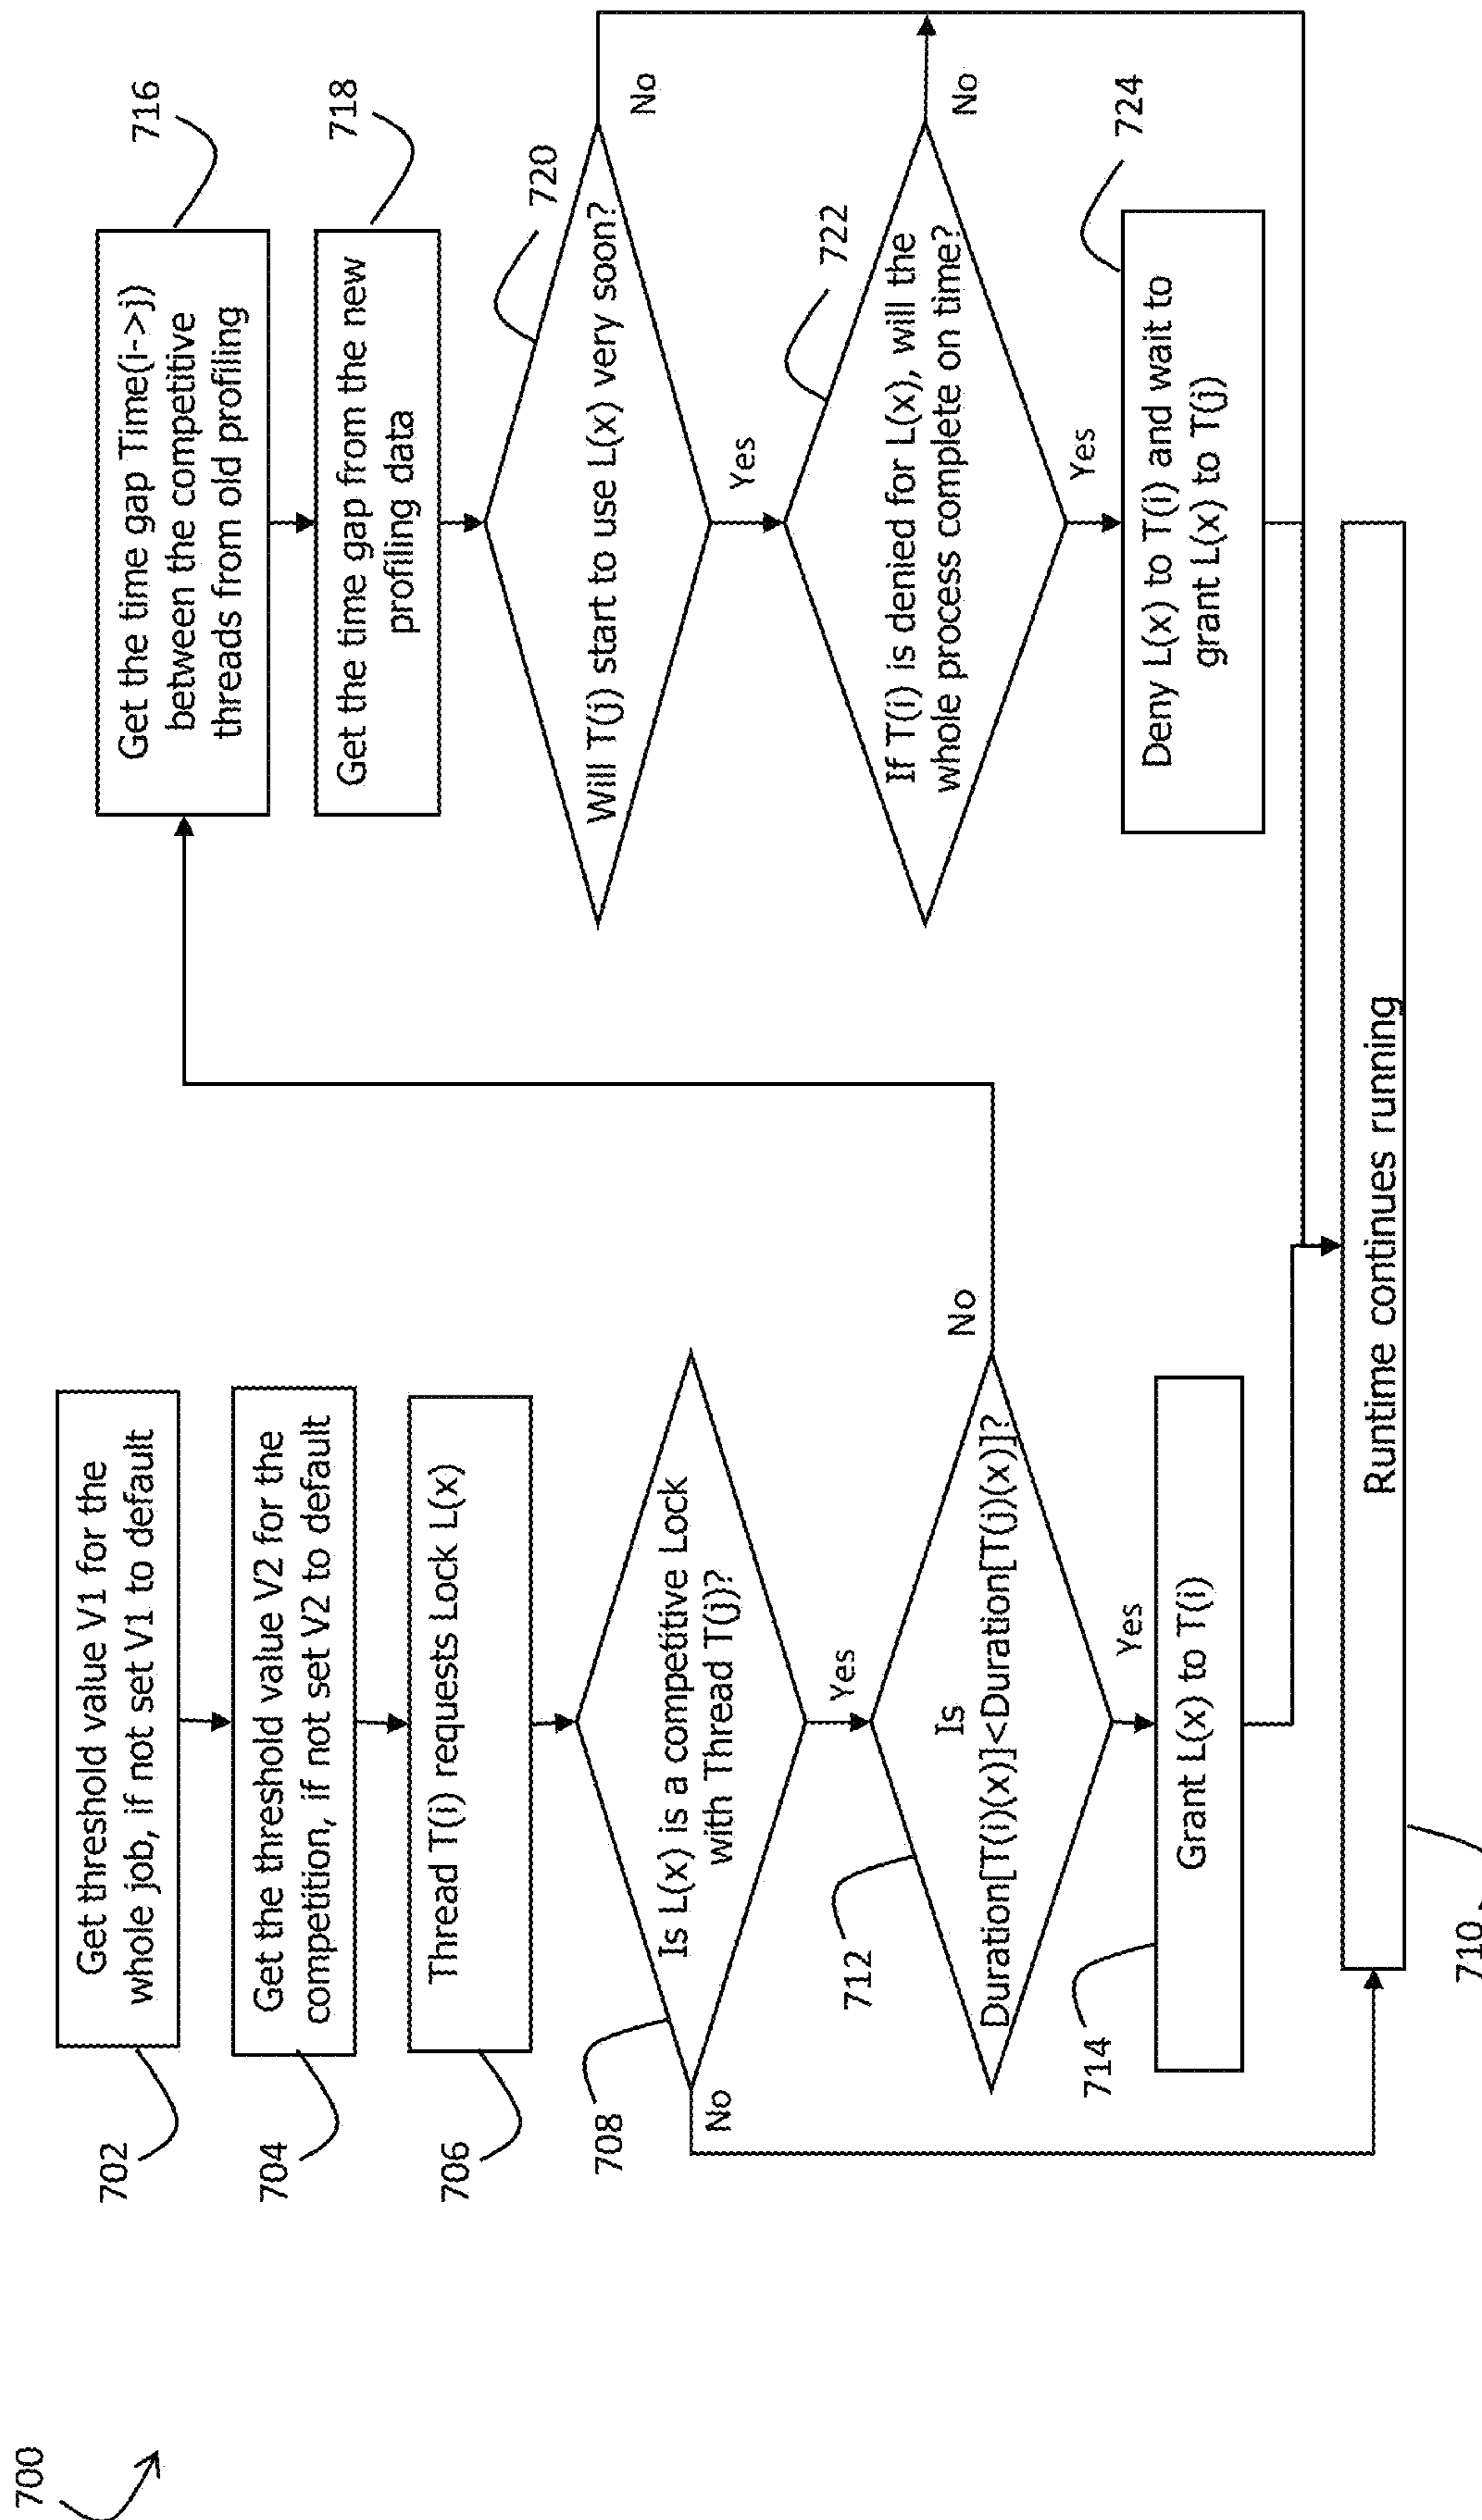 700
702
Get threshold value V1 for the
whole job, if not set V1 to default
704
Get the threshold value V2 for the
competition, if not set V2 to default
706
Thread T(i) requests Lock L(x)
708
Is L(x) is a competitive Lock
with Thread T(j)?
No
Yes
712
Is
Duration[T(i)(x)]<Duration[T(j)(x)]?
No
Yes
714
Grant L(x) to T(i)
716
Get the time gap Time(i->j))
between the competitive
threads from old profiling
718
Get the time gap from the new
profiling data
720
Will T(j) start to use L(x) very soon?
No
Yes
722
If T(i) is denied for L(x), will the
whole process complete on time?
No
Yes
724
Deny L(x) to T(i) and wait to
grant L(x) to T(j)
Runtime continues running
710